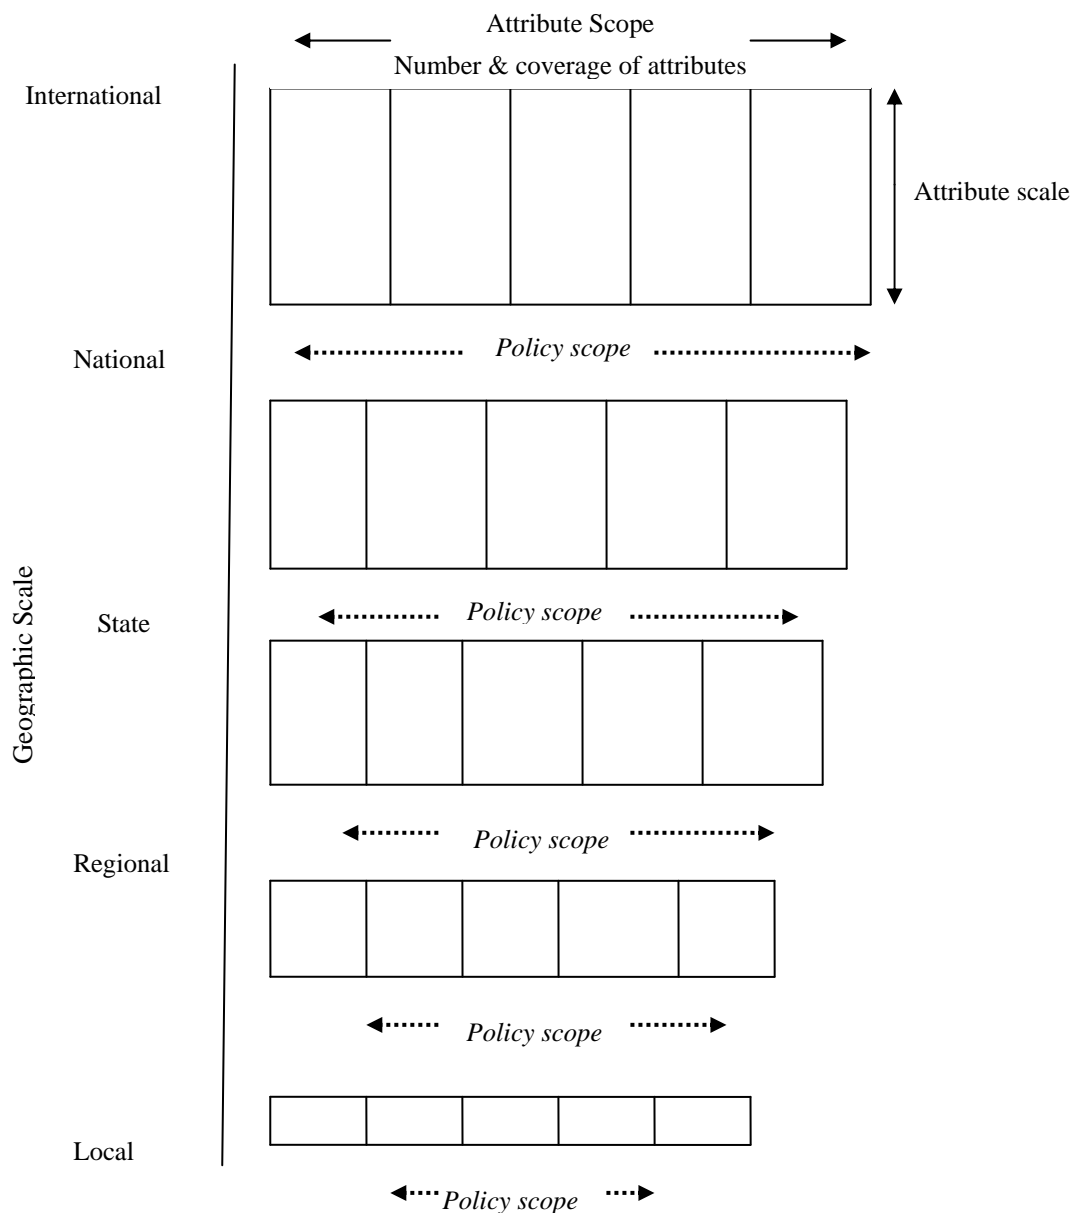 Attribute Scope
Number & coverage of attributes
International
Attribute scale
National
Policy scope
Geographic Scale
State
Policy scope
Regional
Policy scope
Policy scope
Local
Policy scope